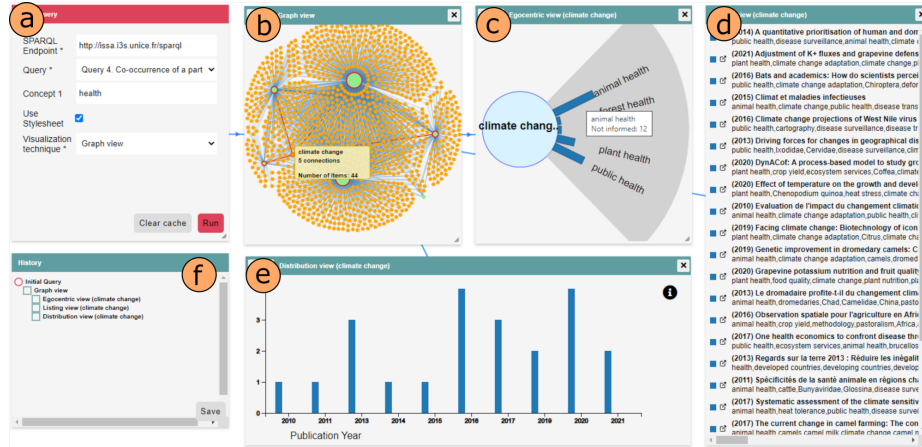 a
uery
SPARQL
Endpoint *
http://issa.i3s.unice.fr/sparql
Query *
Query 4. Co-occurrence of a part
Concept 1
health
Use
Stylesheet
Visualization
technique *
Graph view
Clear cache
Run
b
Graph view
×
climate change
5 connections
Number of Items: 44
c
Egocentric view (climate change)
×
climate chang..
animal health
forest health
animal health
Not informed: 12
plant health
public health
d
view (climate change)
×
2014) A quantitative prioritisation of human and dom
public health,disease surveillance,animal health,climate c
(2021) Adjustment of K+ fluxes and grapevine defens
plant health,climate change adaptation,climate change,pl
(2016) Bats and academics: How do scientists percei
public health,climate change adaptation,Chiroptera,defor
(2015) Climat et maladies infectieuses
animal health,climate change,public health,disease trans
(2016) Climate change projections of West Nile virus
public health,cartography,disease surveillance,disease tr
(2013) Driving forces for changes in geographical dis
public health,Ixodidae,Cervidae,disease surveillance,clim
(2020) DynACof: A process-based model to study gro
plant health,crop yield,ecosystem services,Coffea,climate
(2020) Effect of temperature on the growth and devel
plant health,Chenopodium quinoa,heat stress,climate cha
(2010) Evaluation de l'impact du changement climatic
animal health,climate change adaptation,public health,cli
(2019) Facing climate change: Biotechnology of icon
plant health,climate change adaptation,Citrus,climate cha
(2019) Genetic improvement in dromedary camels: C
animal health,climate change adaptation,camels,dromed
(2020) Grapevine potassium nutrition and fruit quality
plant health,food quality,climate change,plant nutrition,pl
(2013) Le dromadaire profite-t-il du changement clim
animal health,dromedaries,Chad,Camelidae,China,pasto
(2016) Observation spatiale pour l'agriculture en Afri
animal health,crop yield,methodology,pastoralism,Africa,
(2017) One health economics to confront disease thr
public health,ecosystem services,animal health,brucellos
(2013) Regards sur la terre 2013 : Réduire les inégalit
health,developed countries,developing countries,develop
(2011) Spécificités de la santé animale en régions ch
animal health,cattle,Bunyaviridae,Glossina,disease surve
(2017) Systematic assessment of the climate sensitiv
animal health,heat tolerance,public health,disease surve
(2017) The current change in camel farming: The con
animal health camels camel milk climate change camel n
f
History
Initial Query
Graph view
Egocentric view (climate change)
Listing view (climate change)
Distribution view (climate change)
Save
e
Distribution view (climate change)
×
3
2
1
0
2010 2011 2013 2014 2015 2016 2017 2019 2020 2021
Publication Year